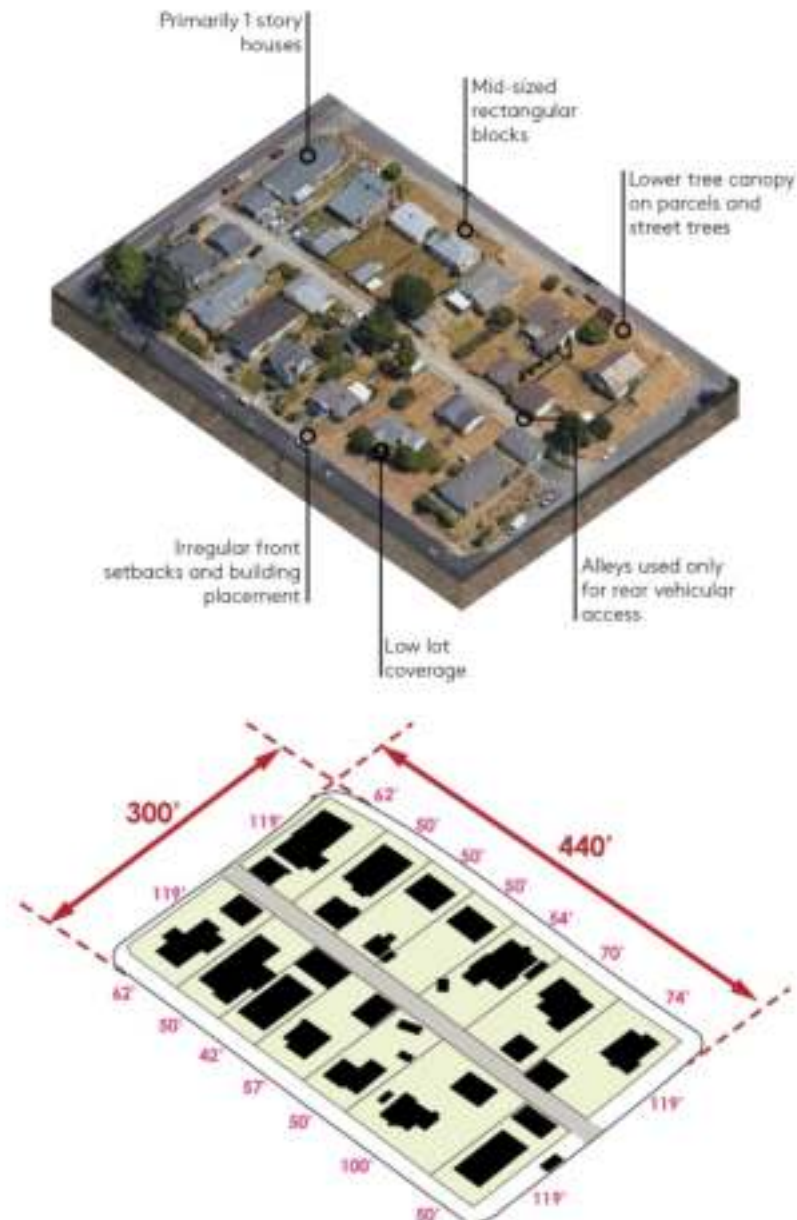 Primarily 1 story
houses
Mid-sized
rectangular
blocks
Lower tree canopy
on parcels and
street trees
Irregular front
setbacks and building
placement
Low lot
coverage
Alleys used only
for rear vehicular
access
300'
440'
119'
62'
50'
50'
50'
54'
70'
74'
119'
62'
50'
42'
57'
50'
100'
50'
119'
119'